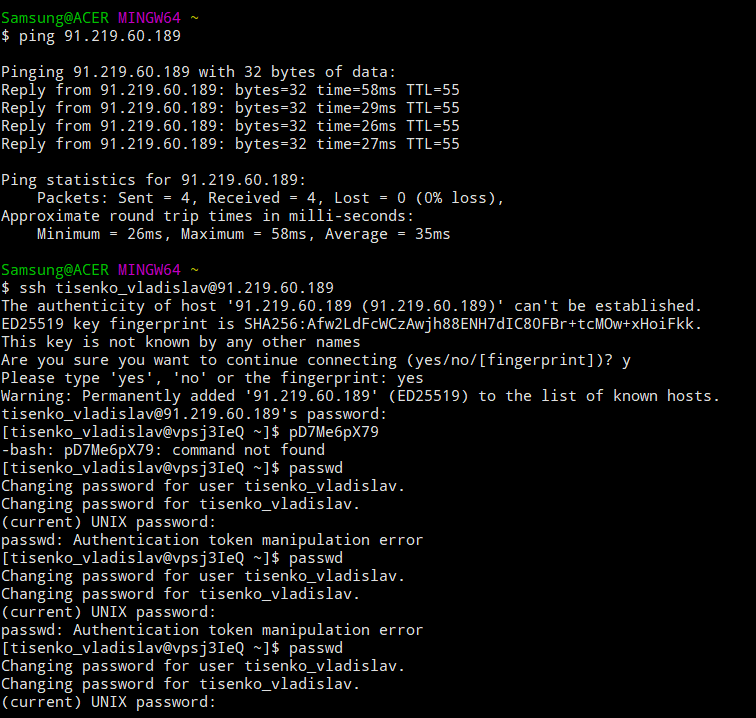 Samsung@ACER MINGW64 ~
$ ping 91.219.60.189
Pinging 91.219.60.189 with 32 bytes of data:
Reply from 91.219.60.189: bytes=32 time=58ms TTL=55
Reply from 91.219.60.189: bytes=32 time=29ms TTL=55
Reply from 91.219.60.189: bytes=32 time=26ms TTL=55
Reply from 91.219.60.189: bytes=32 time=27ms TTL=55
Ping statistics for 91.219.60.189:
Packets: Sent = 4, Received = 4, Lost = 0 (0% loss),
Approximate round trip times in milli-seconds:
Minimum = 26ms, Maximum = 58ms, Average = 35ms
Samsung@ACER MINGW64 ~
$ ssh tisenko_vladislav@91.219.60.189
The authenticity of host '91.219.60.189 (91.219.60.189)' can't be established.
ED25519 key fingerprint is SHA256:Afw2LdFcWCzAwjh88ENH7dIC80FBr+tcMOw+xHoiFkk.
This key is not known by any other names
Are you sure you want to continue connecting (yes/no/[fingerprint])? y
Please type 'yes', 'no' or the fingerprint: yes
Warning: Permanently added '91.219.60.189' (ED25519) to the list of known hosts.
tisenko_vladislav@91.219.60.189's password:
[tisenko_vladislav@vpsj3IeQ ~]$ pD7Me6pX79
-bash: pD7Me6pX79: command not found
[tisenko_vladislav@vpsj3IeQ ~]$ passwd
Changing password for user tisenko_vladislav.
Changing password for tisenko_vladislav.
(current) UNIX password:
passwd: Authentication token manipulation error
[tisenko_vladislav@vpsj3IeQ ~]$ passwd
Changing password for user tisenko_vladislav.
Changing password for tisenko_vladislav.
(current) UNIX password:
passwd: Authentication token manipulation error
[tisenko_vladislav@vpsj3IeQ ~]$ passwd
Changing password for user tisenko_vladislav.
Changing password for tisenko_vladislav.
(current) UNIX password: